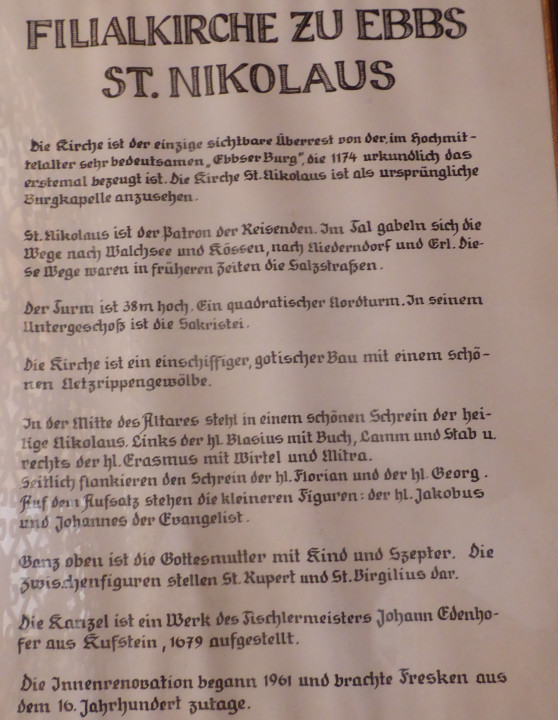 FILIALKIRCHE ZU EBBS
ST. NIKOLAUS
Die Kirche ist der einzige sichtbare Überrest von der, im Hochmit-
telalter sehr bedeutsamen „Ebbser Burg", die 1174 urkundlich das
erstemal bezeugt ist. Die Kirche St. Nikolaus ist als ursprüngliche
Burgkapelle anzusehen.
St. Nikolaus ist der Patron der Reisenden. Im Tal gabeln sich die
Wege nach Walchsee und Kössen, nach Niederndorf und Erl. Die-
se Wege waren in früheren Zeiten die Salzstraßen.
Der Turm ist 38m hoch. Ein quadratischer Nordturm. In seinem
Untergeschoß ist die Sakristei.
Die Kirche ist ein einschiffiger, gotischer Bau mit einem schö-
nen Netzrippengewölbe.
In der Mitte des Altares steht in einem schönen Schrein der hei-
lige Nikolaus. Links der hl. Blasius mit Buch, Lamm und Stab u.
rechts der hl. Erasmus mit Wirtel und Mitra.
Seitlich flankieren den Schrein der hl. Florian und der hl. Georg.
Auf dem Aufsatz stehen die kleineren Figuren: der hl. Jakobus
und Johannes der Evangelist.
Ganz oben ist die Gottesmutter mit Kind und Szepter. Die
Zwischenfiguren stellen St. Rupert und St. Virgilius dar.
Die Kanzel ist ein Werk des Tischlermeisters Johann Edenho-
fer aus Kufstein, 1679 aufgestellt.
Die Innenrenovation begann 1961 und brachte Fresken aus
dem 16. Jahrhundert zutage.